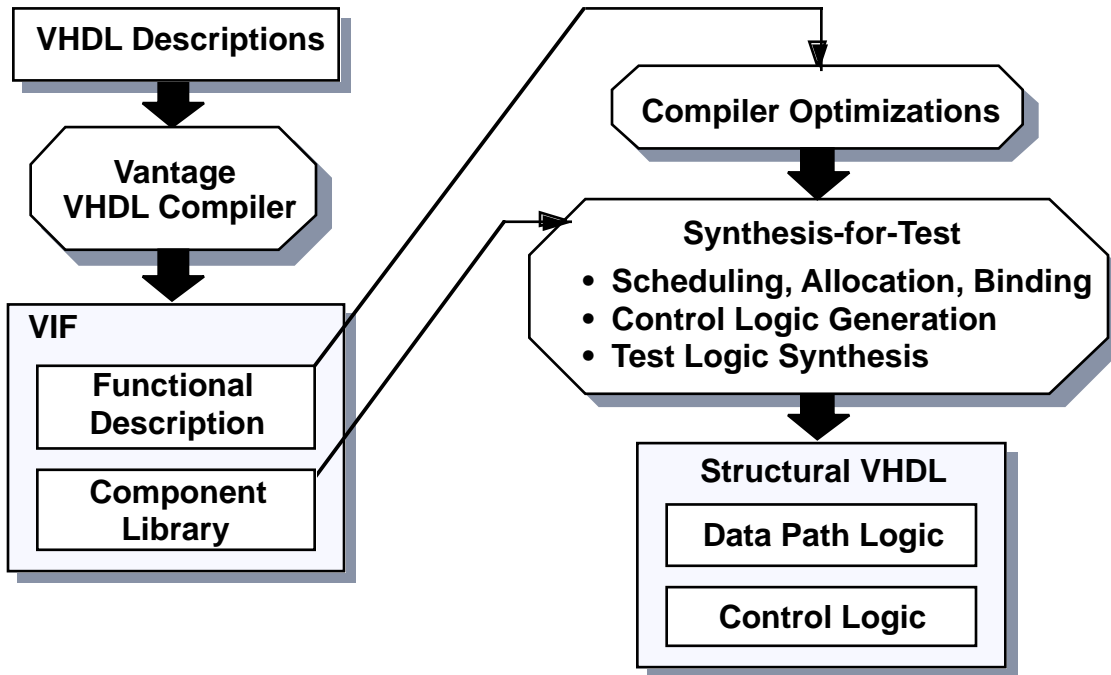 VHDL Descriptions
Vantage
VHDL Compiler
VIF
Functional
Description
Component
Library
Compiler Optimizations
Synthesis-for-Test
• Scheduling, Allocation, Binding
• Control Logic Generation
• Test Logic Synthesis
Structural VHDL
Data Path Logic
Control Logic